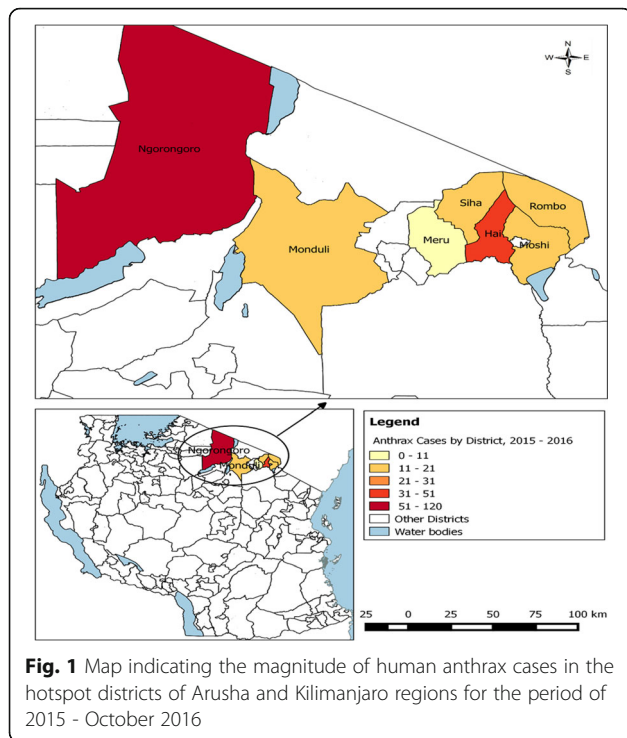 N
W E
S
Ngorongoro
Siha
Rombo
Hai
Meru
Moshi
Monduli
Ngorongoro
Monduli
Legend
Anthrax Cases by District, 2015 - 2016
0 - 11
11 - 21
21 - 31
31 - 51
51 - 120
Other Districts
Water bodies
25 0 25 50 75 100 km
Fig. 1 Map indicating the magnitude of human anthrax cases in the
hotspot districts of Arusha and Kilimanjaro regions for the period of
2015 - October 2016